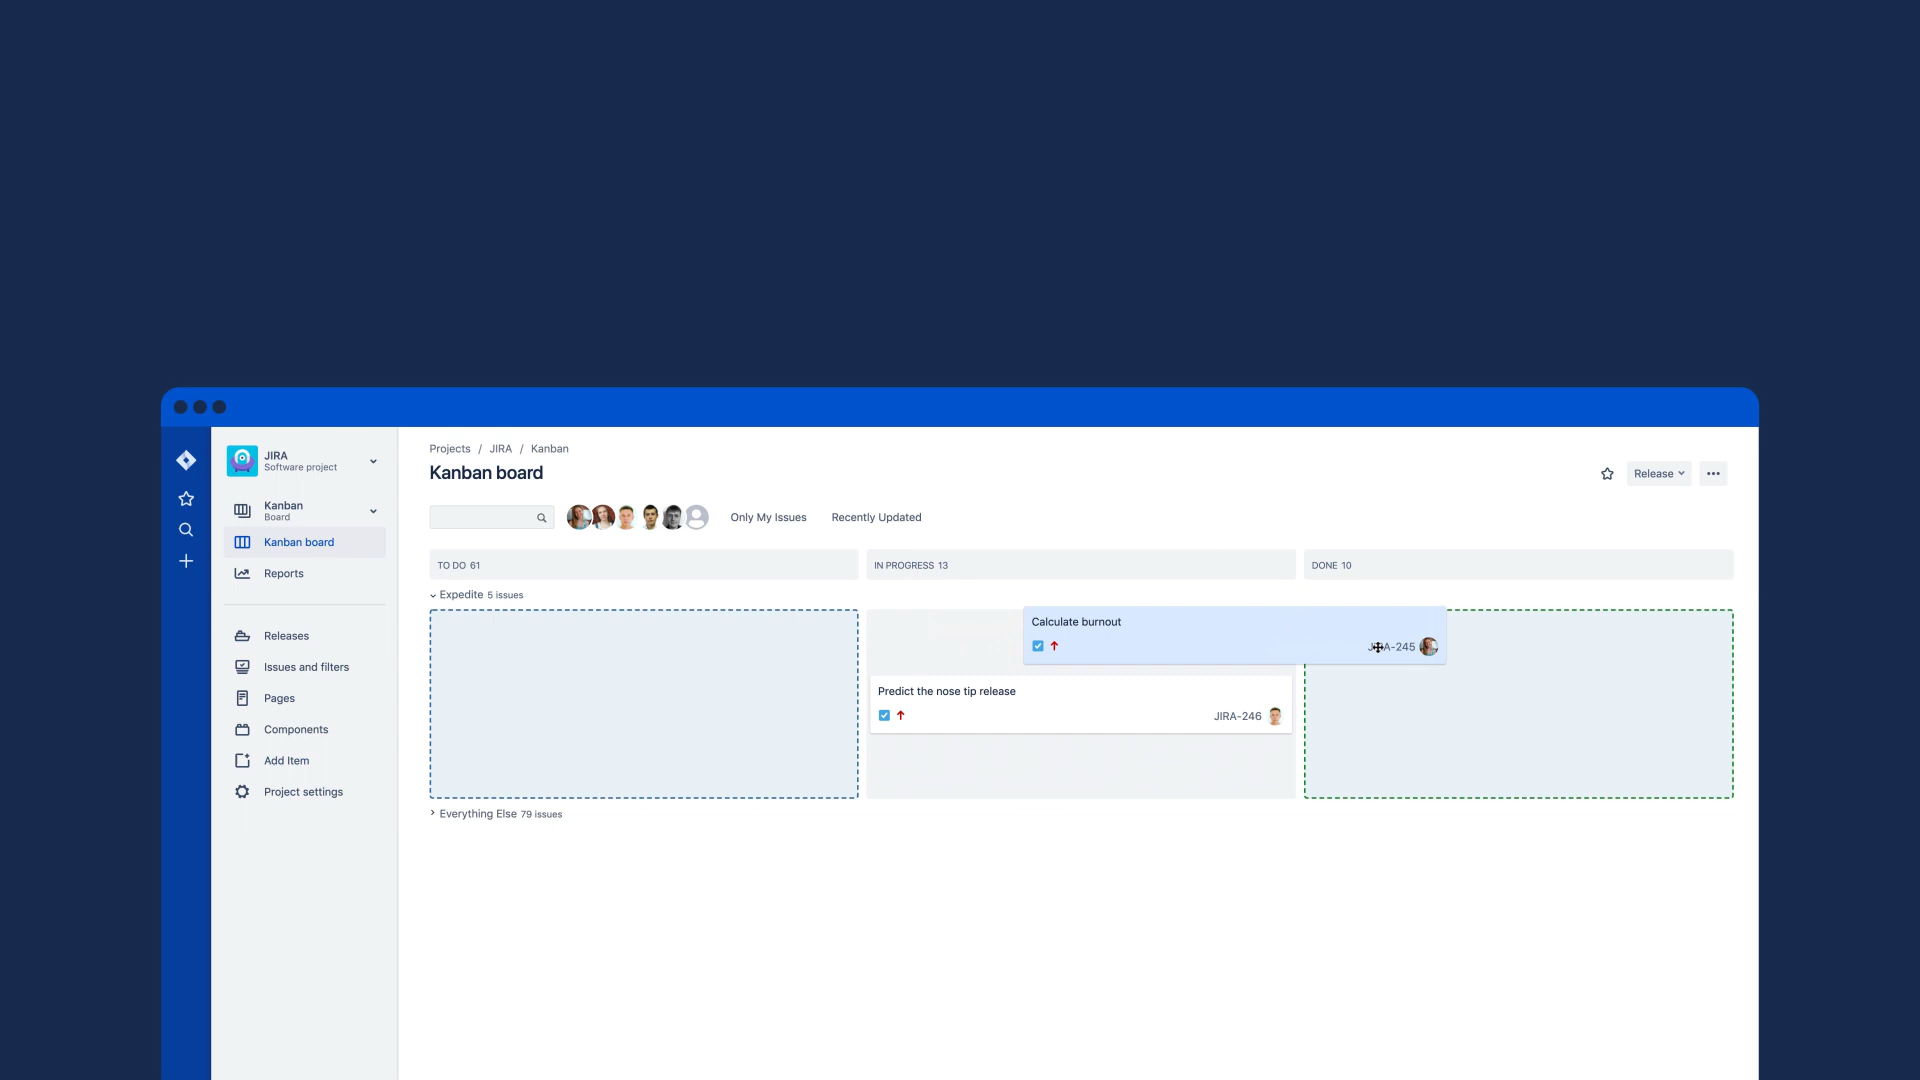 JIRA
Software project
Kanban
Board
Kanban board
Reports
Releases
Issues and filters
Pages
Components
Add Item
Project settings
Projects / JIRA / Kanban
Kanban board
Release
Only My Issues
Recently Updated
TO DO 61
IN PROGRESS 13
DONE 10
Expedite 5 issues
Calculate burnout
JIRA-245
Predict the nose tip release
JIRA-246
Everything Else 79 issues